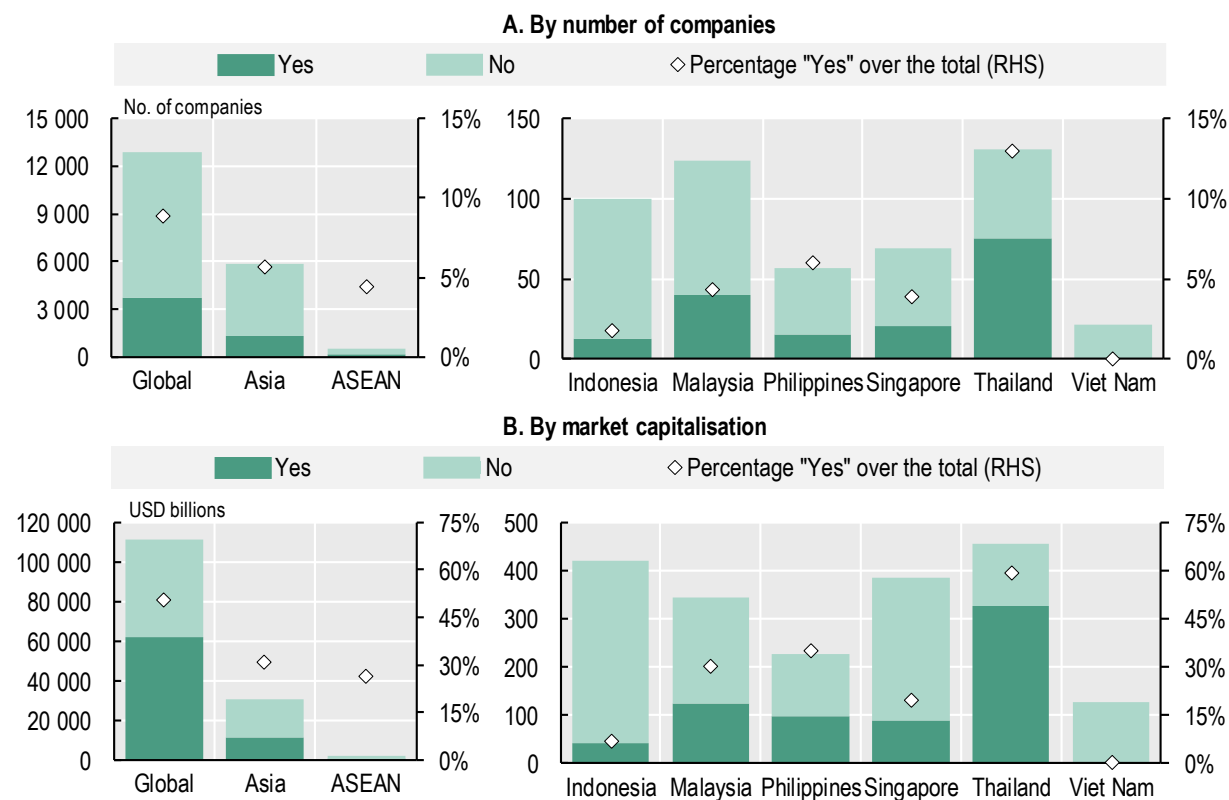 A. By number of companies
Yes No Percentage "Yes" over the total (RHS)
No. of companies
15 000 15% 150 15%
12 000
10% 100 10%
9 000
6 000
5% 50 5%
3 000
0 0% 0 0%
Global Asia ASEAN Indonesia Malaysia Philippines Singapore Thailand Viet Nam
B. By market capitalisation
Yes No Percentage "Yes" over the total (RHS)
USD billions
120 000 75% 500 75%
100 000
60% 400 60%
80 000
45% 300 45%
60 000
40 000
30% 200 30%
20 000
15% 100 15%
0 0% 0 0%
Global Asia ASEAN Indonesia Malaysia Philippines Singapore Thailand Viet Nam